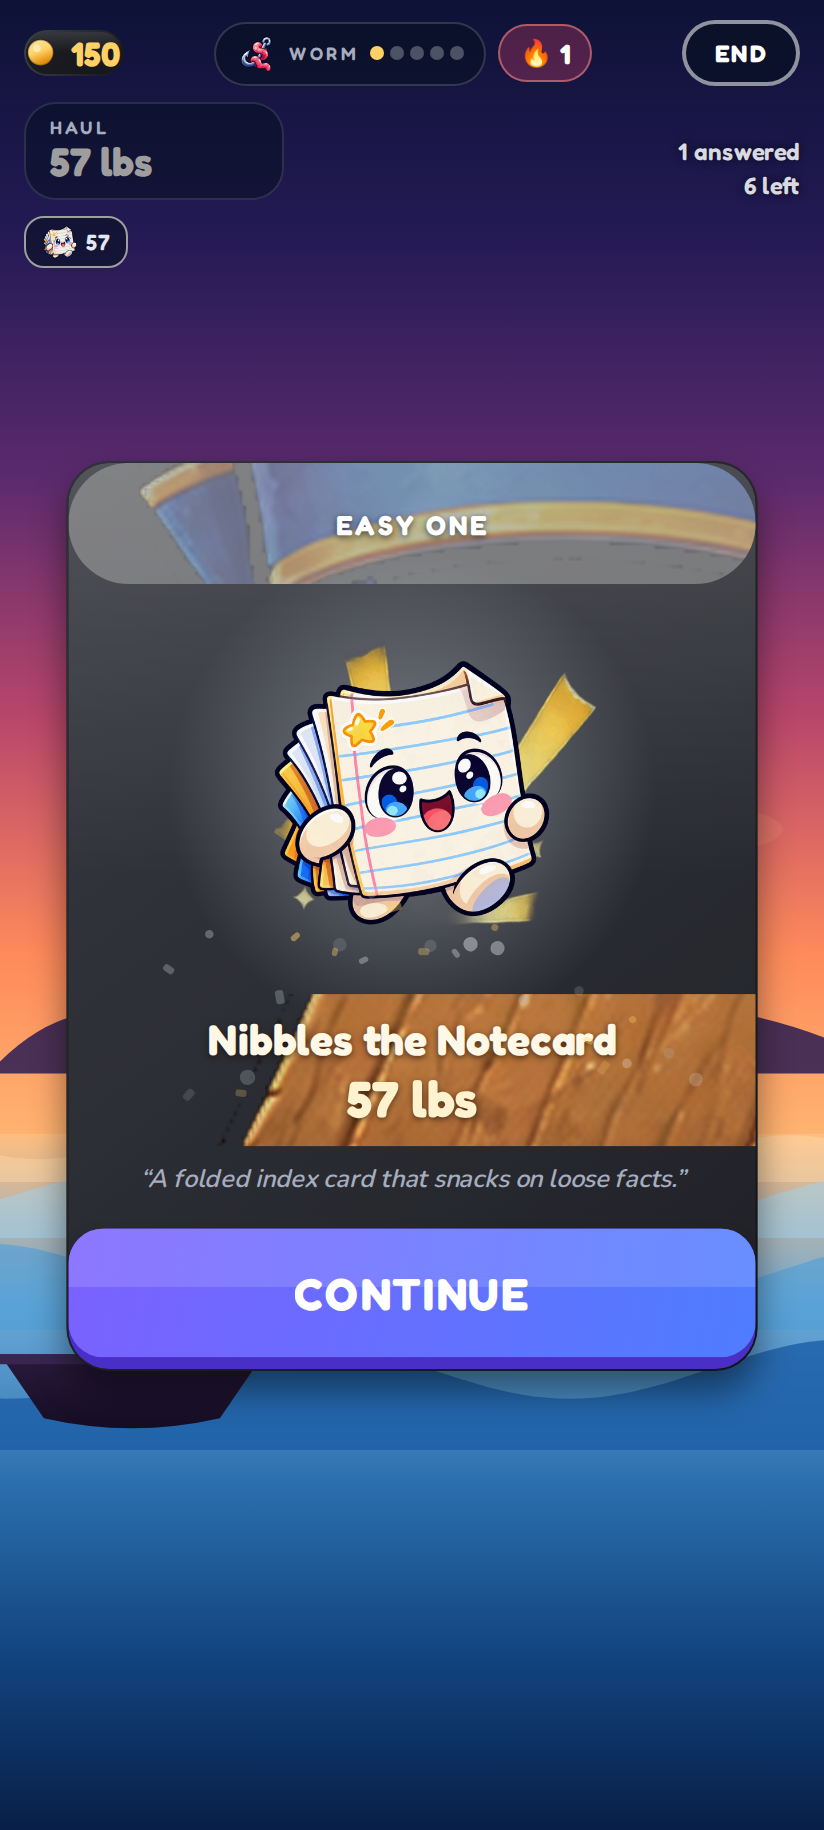 150
WORM
🔥 1
END
HAUL
57 lbs
1 answered
6 left
57
EASY ONE
Nibbles the Notecard
57 lbs
“A folded index card that snacks on loose facts.”
CONTINUE